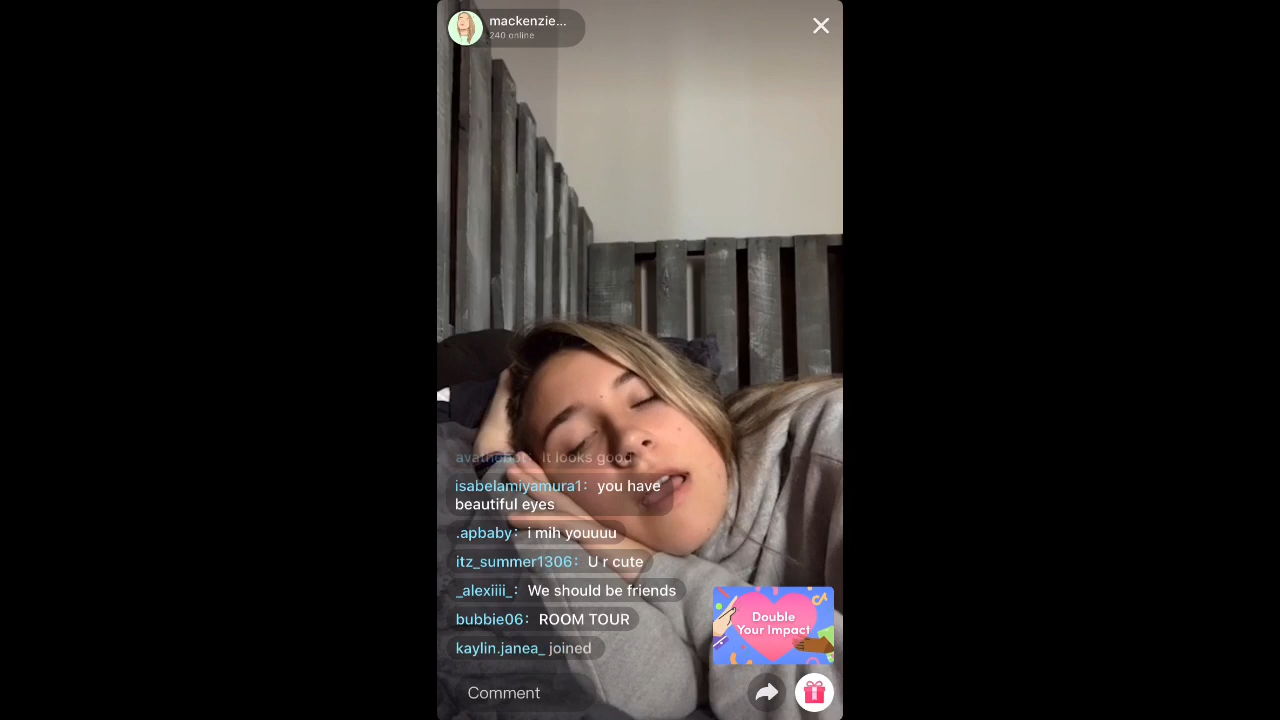 mackenzie...
240 online
avathebot: It looks good
isabelamiyamura1: you have
beautiful eyes
.apbaby: i mih youuuu
itz_summer1306: U r cute
_alexiiii_: We should be friends
bubbie06: ROOM TOUR
kaylin.janea_ joined
Double
Your Impact
Comment